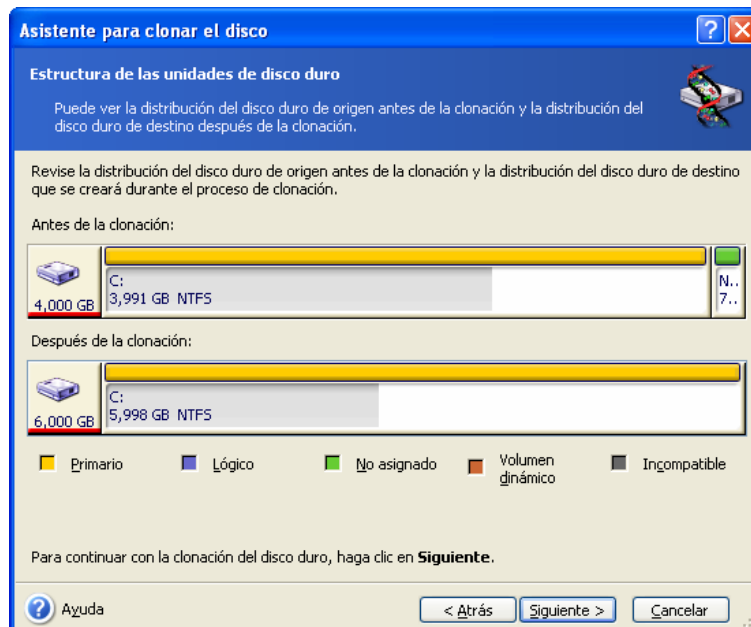 Asistente para clonar el disco
Estructura de las unidades de disco duro
Puede ver la distribución del disco duro de origen antes de la clonación y la distribución del
disco duro de destino después de la clonación.
Revise la distribución del disco duro de origen antes de la clonación y la distribución del disco duro de destino
que se creará durante el proceso de clonación.
Antes de la clonación:
4,000 GB
C:
3,991 GB NTFS
N..
7..
Después de la clonación:
6,000 GB
C:
5,998 GB NTFS
Primario
Lógico
No asignado
Volumen
dinámico
Incompatible
Para continuar con la clonación del disco duro, haga clic en Siguiente.
Ayuda
< Atrás
Siguiente >
Cancelar